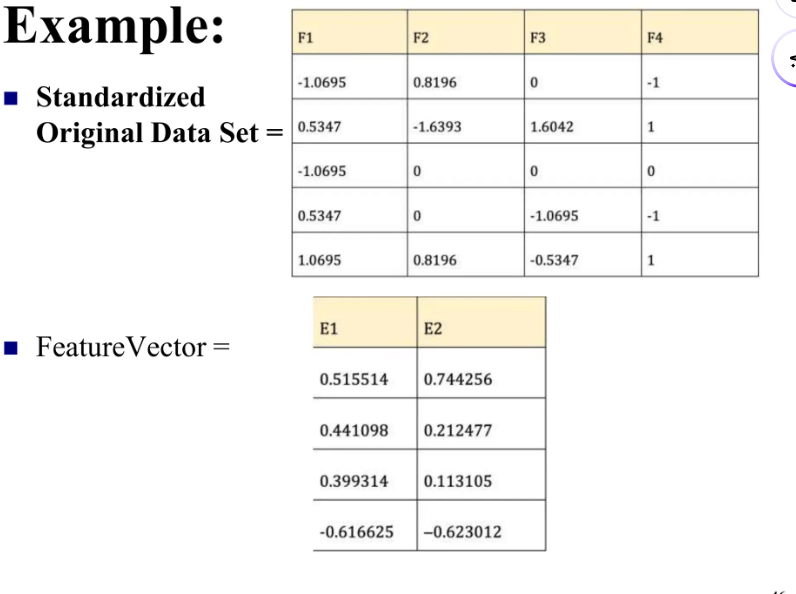 Example:
Standardized
Original Data Set =
F1 F2 F3 F4
-1.0695 0.8196 0 -1
0.5347 -1.6393 1.6042 1
-1.0695 0 0 0
0.5347 0 -1.0695 -1
1.0695 0.8196 -0.5347 1
FeatureVector =
E1 E2
0.515514 0.744256
0.441098 0.212477
0.399314 0.113105
-0.616625 –0.623012